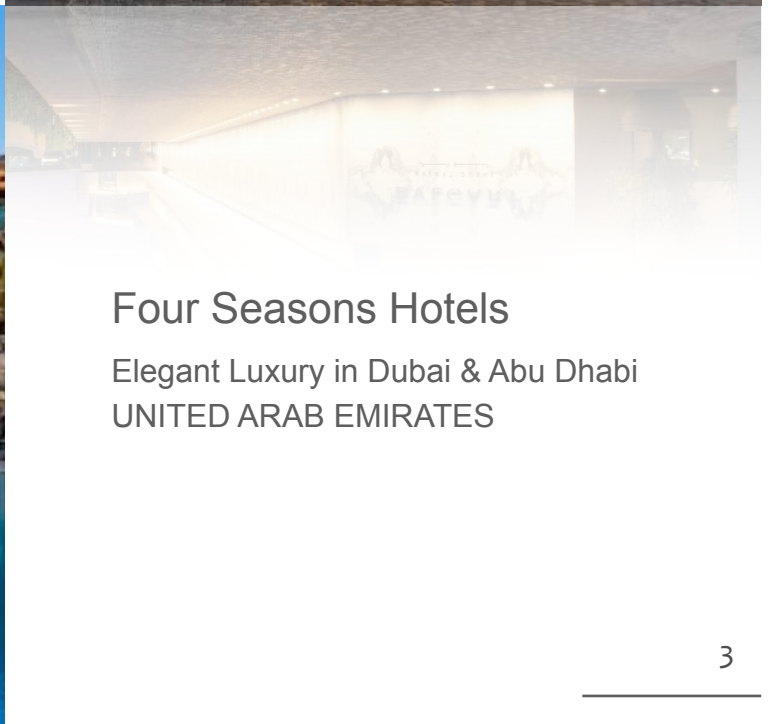 Four Seasons Hotels
Elegant Luxury in Dubai & Abu Dhabi
UNITED ARAB EMIRATES
3